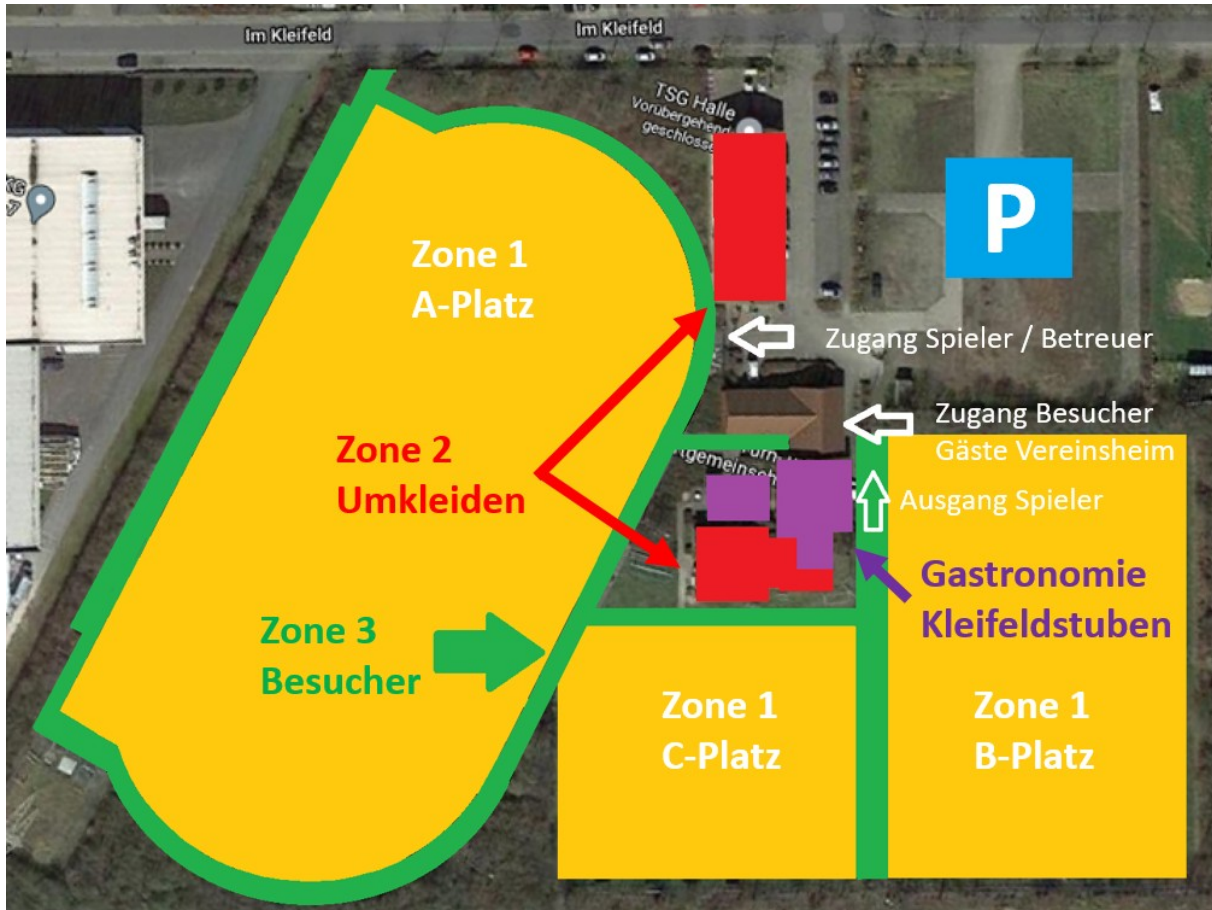 Im Kleifeld
Im Kleifeld
TSG Halle
Vorübergehend
geschlossen
KG
P
Zone 1
A-Platz
Zugang Spieler / Betreuer
Zugang Besucher
Gäste Vereinsheim
Zone 2
Umkleiden
Ausgang Spieler
Gastronomie
Kleifeldstuben
Zone 3
Besucher
Zone 1
C-Platz
Zone 1
B-Platz